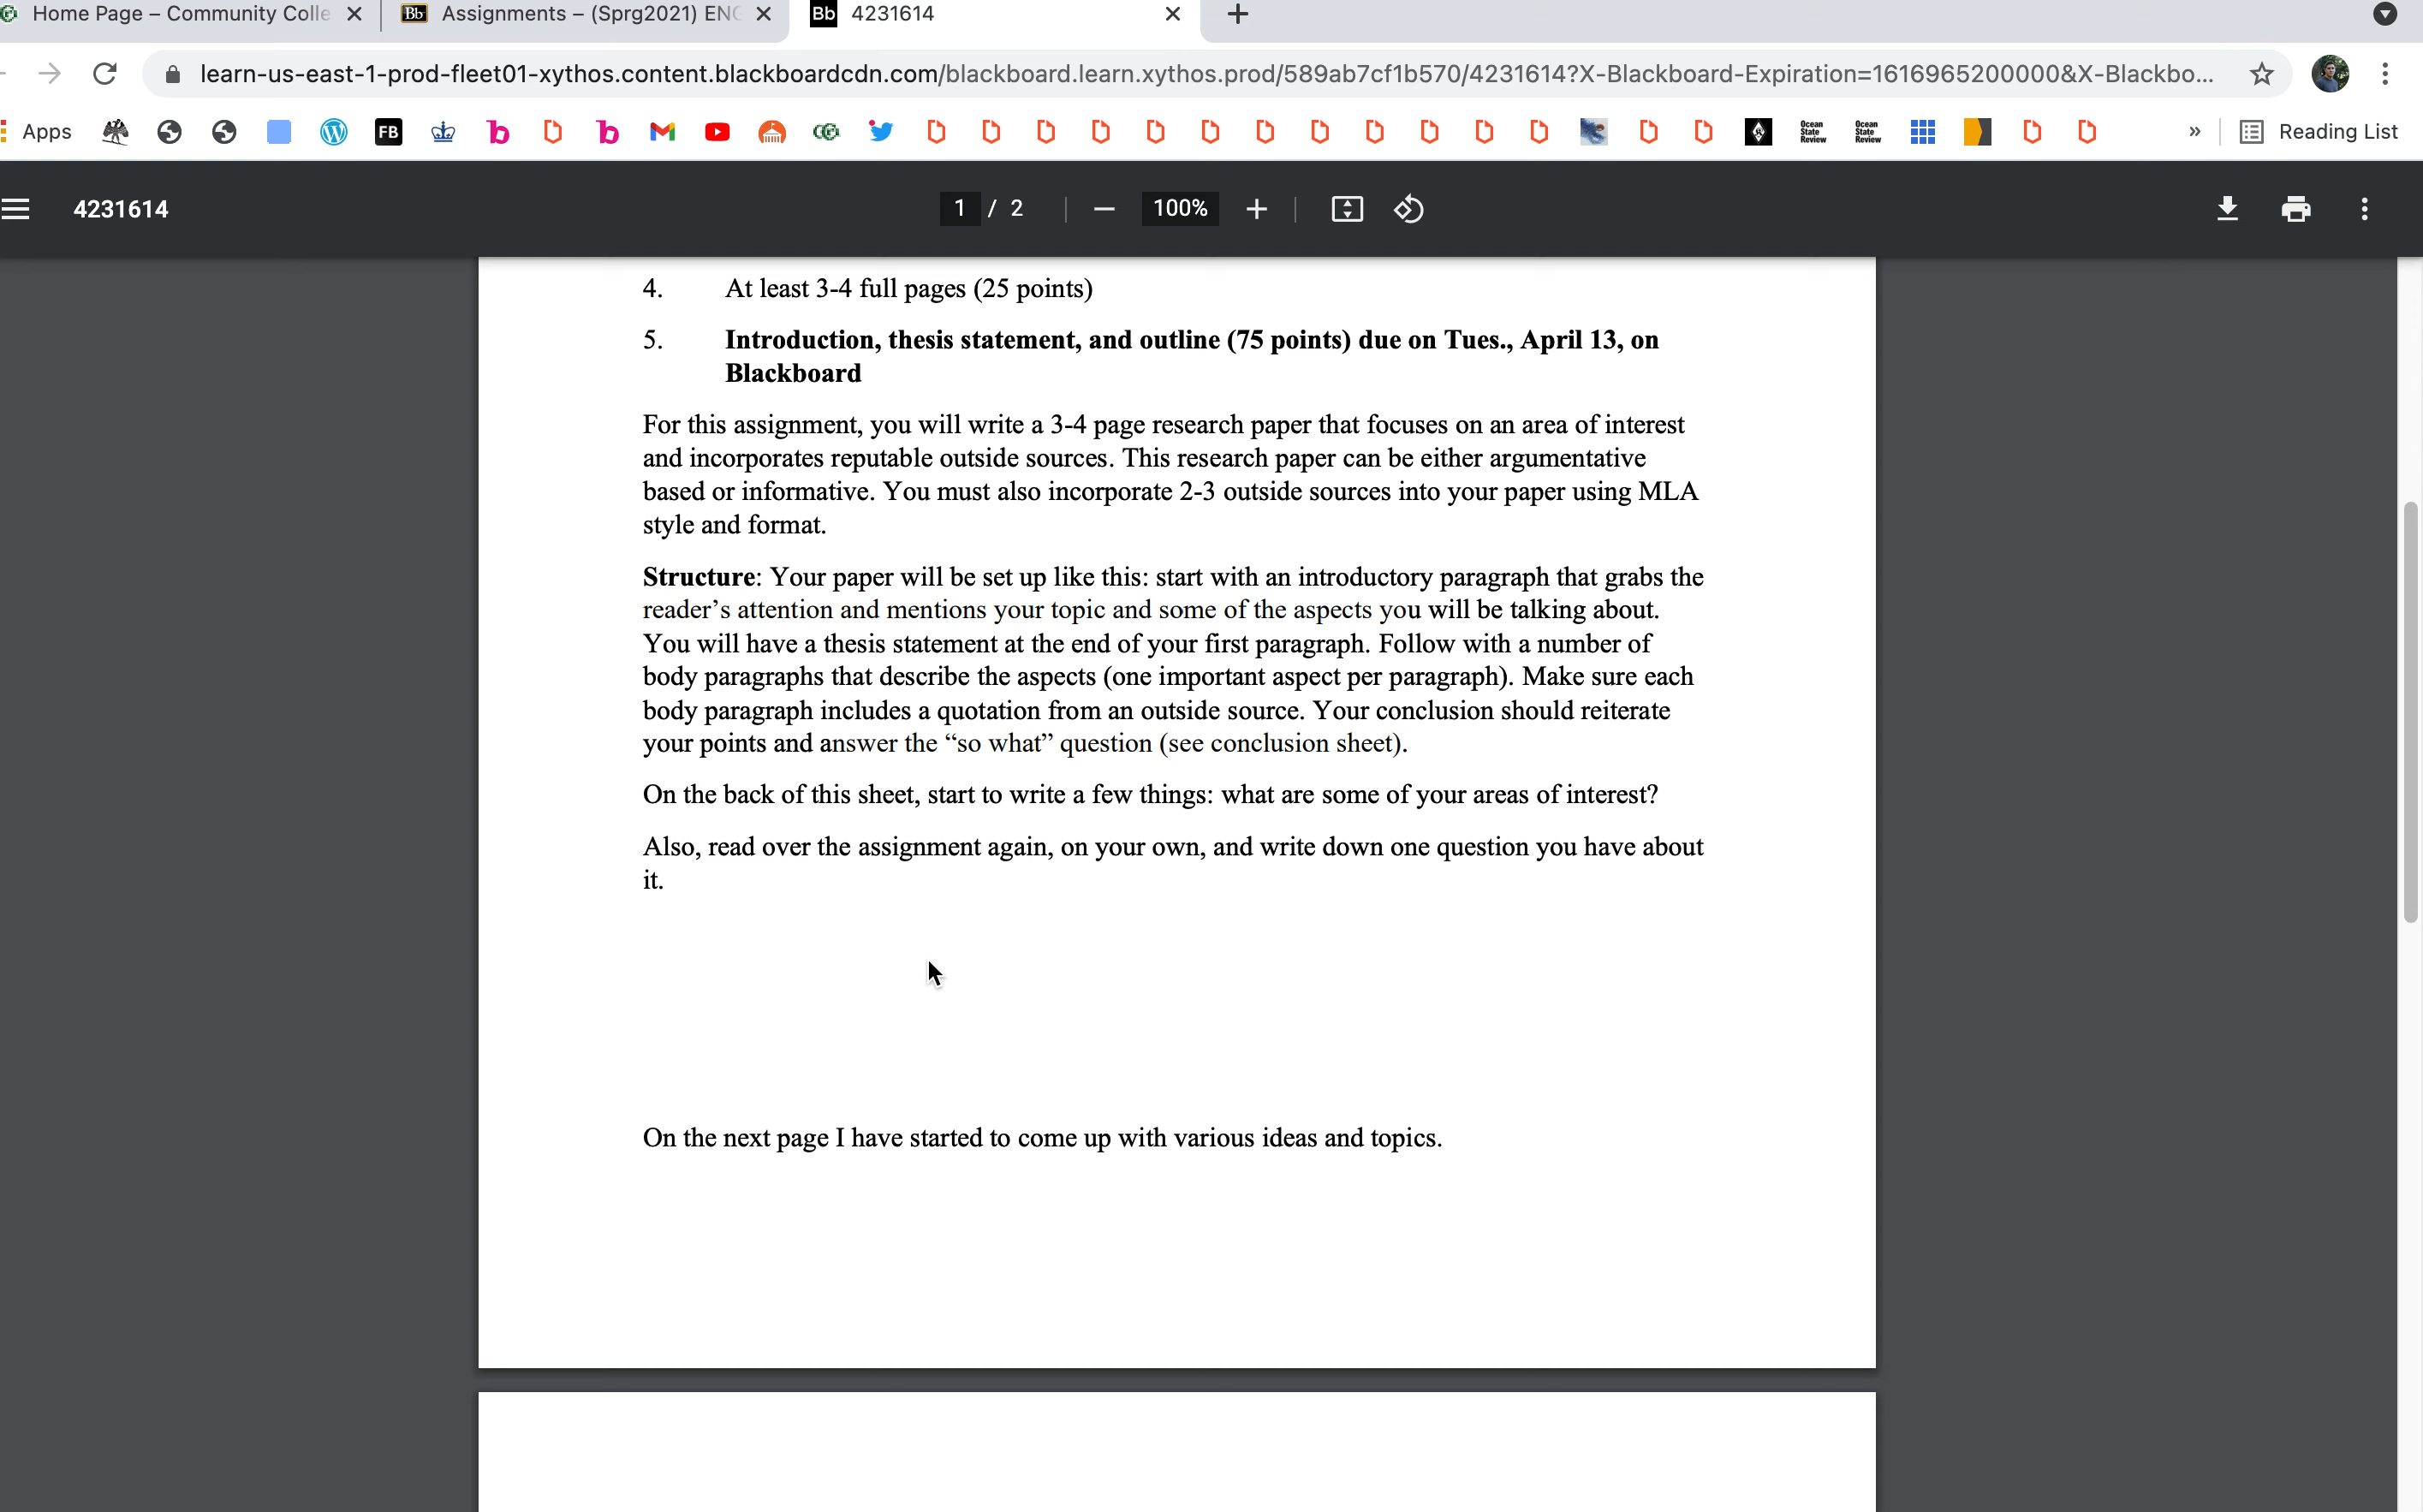 Home Page – Community Colle
Bb Assignments – (Sprg2021) ENG
Bb 4231614
learn-us-east-1-prod-fleet01-xythos.content.blackboardcdn.com/blackboard.learn.xythos.prod/589ab7cf1b570/4231614?X-Blackboard-Expiration=1616965200000&X-Blackbo...
Apps FB Ocean State Review Ocean State Review » Reading List
4231614 1 / 2 100%
4. At least 3-4 full pages (25 points)
5. Introduction, thesis statement, and outline (75 points) due on Tues., April 13, on
Blackboard
For this assignment, you will write a 3-4 page research paper that focuses on an area of interest
and incorporates reputable outside sources. This research paper can be either argumentative
based or informative. You must also incorporate 2-3 outside sources into your paper using MLA
style and format.
Structure: Your paper will be set up like this: start with an introductory paragraph that grabs the
reader’s attention and mentions your topic and some of the aspects you will be talking about.
You will have a thesis statement at the end of your first paragraph. Follow with a number of
body paragraphs that describe the aspects (one important aspect per paragraph). Make sure each
body paragraph includes a quotation from an outside source. Your conclusion should reiterate
your points and answer the “so what” question (see conclusion sheet).
On the back of this sheet, start to write a few things: what are some of your areas of interest?
Also, read over the assignment again, on your own, and write down one question you have about
it.
On the next page I have started to come up with various ideas and topics.